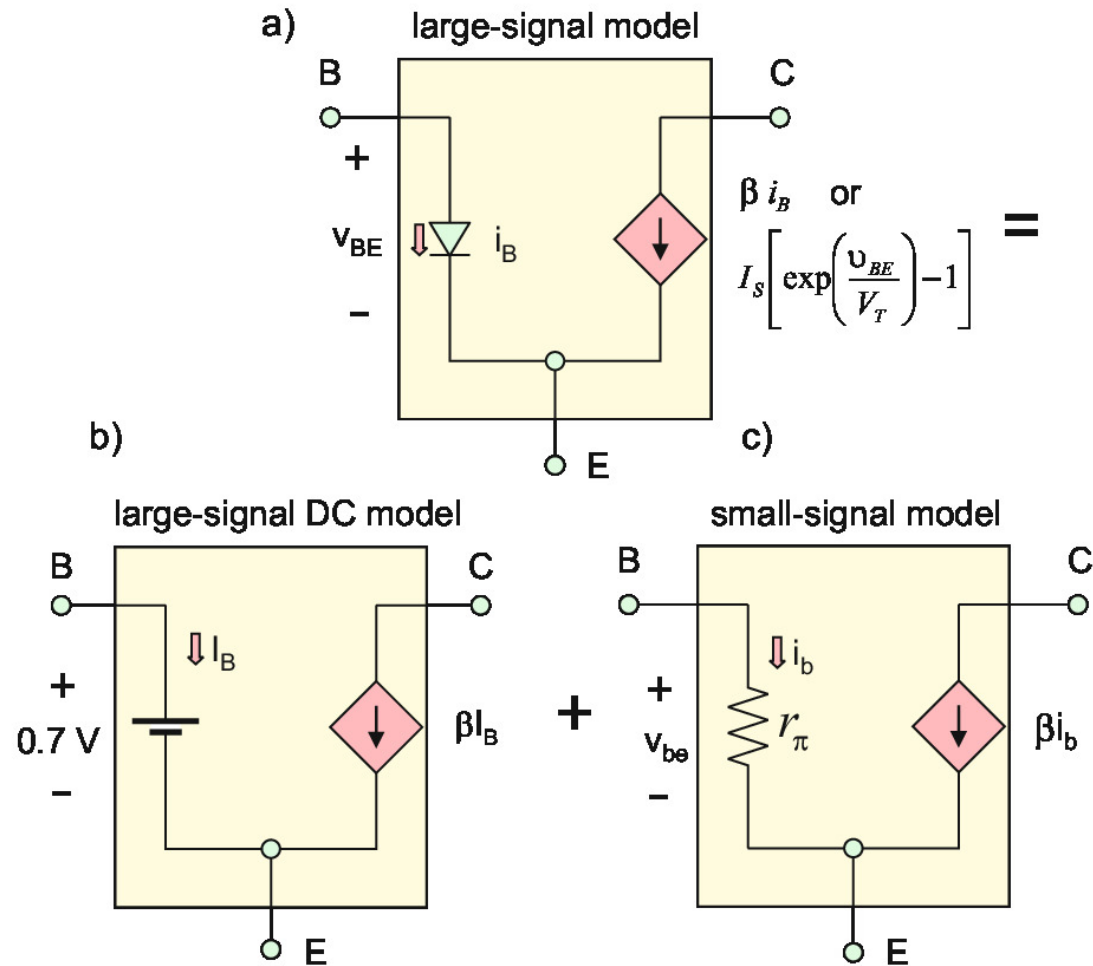 a)
large-signal model
B
C
+
v_BE
i_B
−
β i_B or
I_S[exp(υ_BE/V_T)−1]
=
E
b)
large-signal DC model
B
C
I_B
+
0.7 V
−
βI_B
E
+
c)
small-signal model
B
C
i_b
+
v_be
−
r_π
βi_b
E